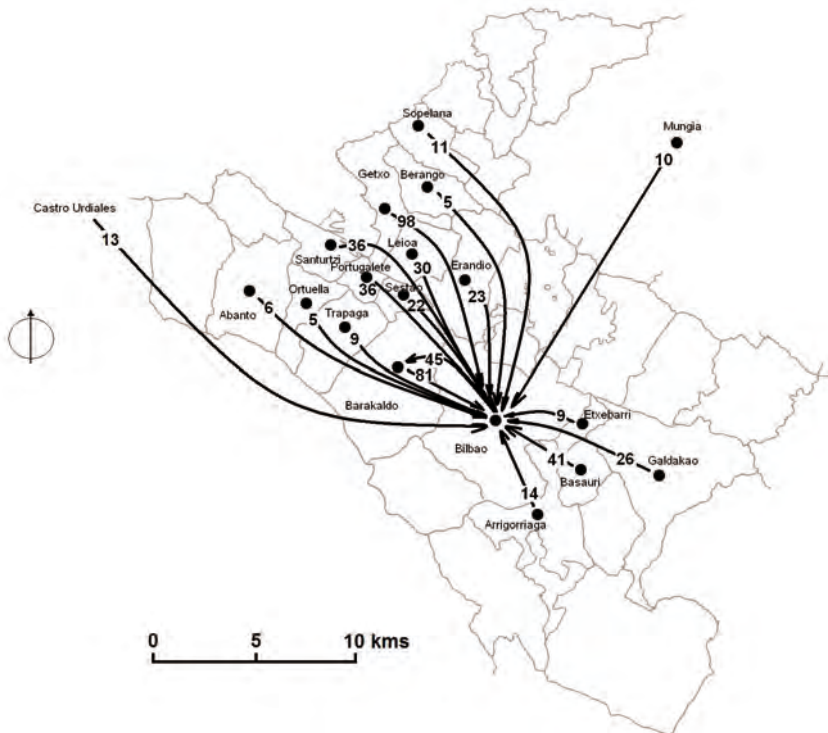 Sopelana
11
Mungia
10
Getxo
Berango
5
98
Castro Urdiales
13
Leioa
36
Santurtzi
30
Portugalete
36
Erandio
23
Sestao
22
Ortuella
5
Abanto
6
Trapaga
9
45
81
Barakaldo
9
Etxebarri
Bilbao
41
26
Galdakao
Basauri
14
Arrigorriaga
0 5 10 kms